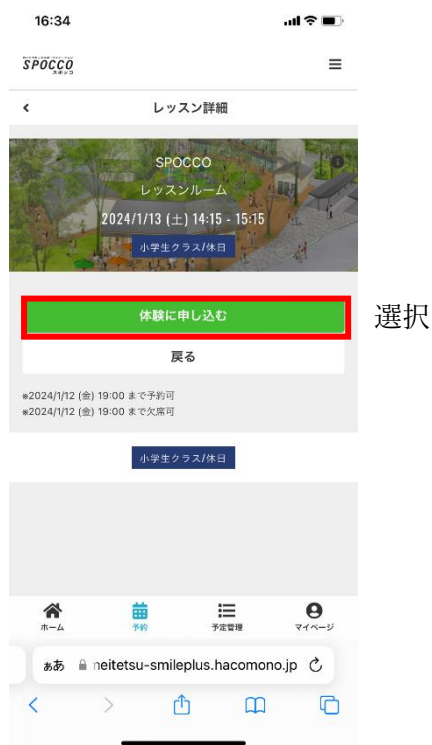 16:34
SPOCCO
スポッコ
レッスン詳細
SPOCCO
レッスンルーム
2024/1/13 (土) 14:15 - 15:15
小学生クラス/休日
体験に申し込む
選択
戻る
※2024/1/12 (金) 19:00 まで予約可
※2024/1/12 (金) 19:00 まで欠席可
小学生クラス/休日
ホーム
予約
予定管理
マイページ
ぁあ
neitetsu-smileplus.hacomono.jp